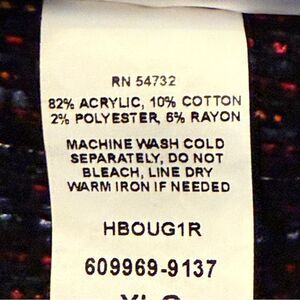 RN 54732
82% ACRYLIC, 10% COTTON
2% POLYESTER, 6% RAYON
MACHINE WASH COLD
SEPARATELY, DO NOT
BLEACH, LINE DRY
WARM IRON IF NEEDED
HBOUG1R
609969-9137